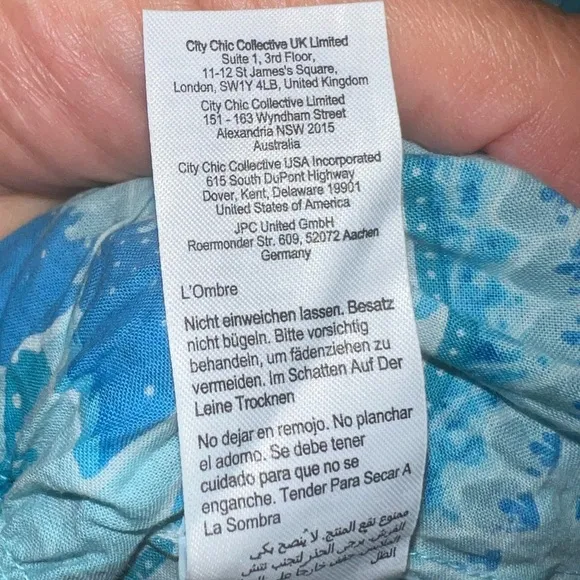 City Chic Collective UK Limited
Suite 1, 3rd Floor,
11-12 St James's Square,
London, SW1Y 4LB, United Kingdom
City Chic Collective Limited
151 - 163 Wyndham Street
Alexandria NSW 2015
Australia
City Chic Collective USA Incorporated
615 South DuPont Highway
Dover, Kent, Delaware 19901
United States of America
JPC United GmbH
Roermonder Str. 609, 52072 Aachen
Germany
L'Ombre
Nicht einweichen lassen. Besatz
nicht bügeln. Bitte vorsichtig
behandeln, um fädenziehen zu
vermeiden. Im Schatten Auf Der
Leine Trocknen
No dejar en remojo. No planchar
el adorno. Se debe tener
cuidado para que no se
enganche. Tender Para Secar A
La Sombra
ممنوع نقع المنتج. لا يُنصح بكي
يرجى الحذر لتجنب
الظل